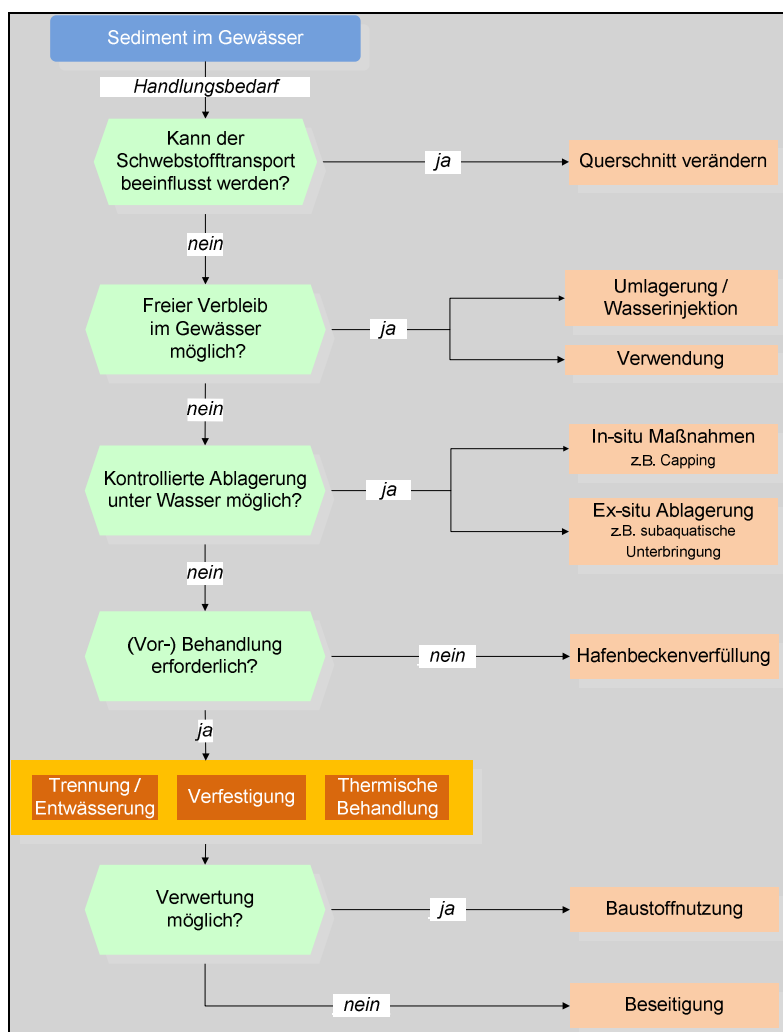 Sediment im Gewässer
Handlungsbedarf
Kann der
Schwebstofftransport
beeinflusst werden?
ja
Querschnitt verändern
nein
Freier Verbleib
im Gewässer
möglich?
ja
Umlagerung /
Wasserinjektion
Verwendung
nein
Kontrollierte Ablagerung
unter Wasser möglich?
ja
In-situ Maßnahmen
z.B. Capping
Ex-situ Ablagerung
z.B. subaquatische
Unterbringung
nein
(Vor-) Behandlung
erforderlich?
nein
Hafenbeckenverfüllung
ja
Trennung /
Entwässerung
Verfestigung
Thermische
Behandlung
Verwertung
möglich?
ja
Baustoffnutzung
nein
Beseitigung